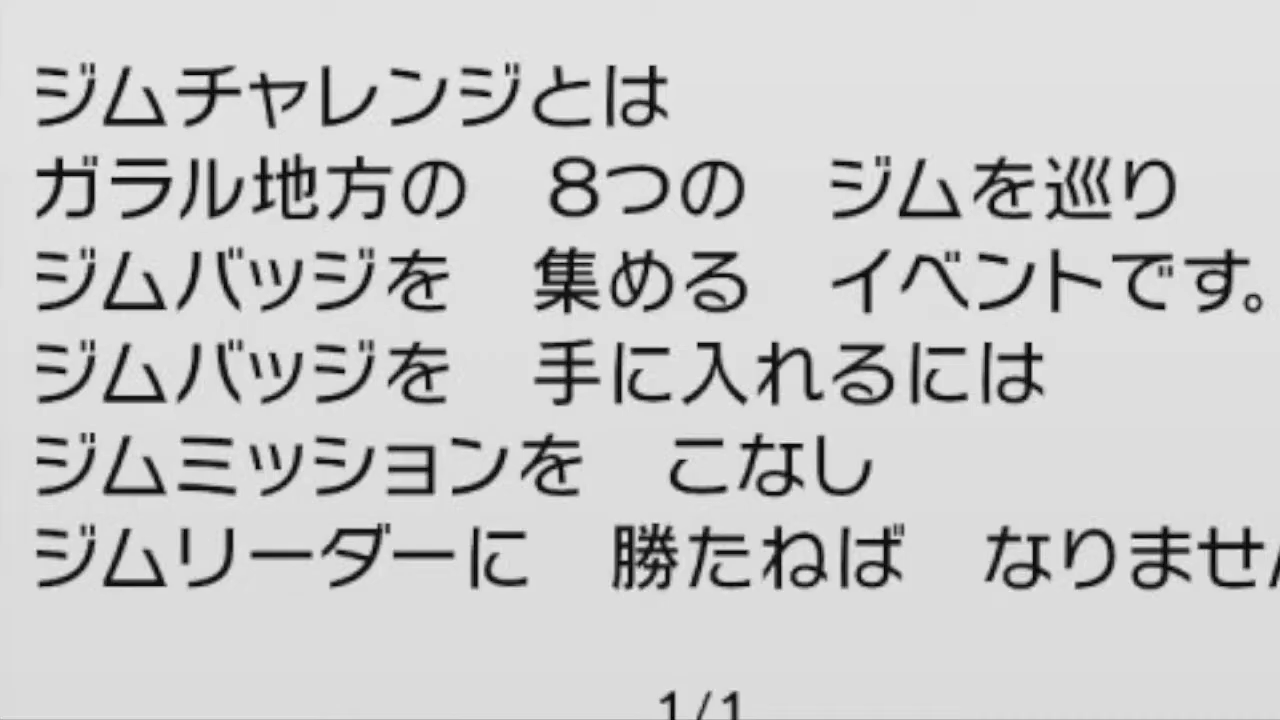 ジムチャレンジとは
ガラル地方の　8つの　ジムを巡り
ジムバッジを　集める　イベントです。
ジムバッジを　手に入れるには
ジムミッションを　こなし
ジムリーダーに　勝たねば　なりませ
1/1